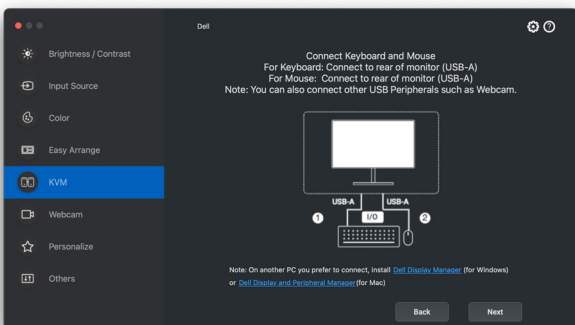 Dell
Brightness / Contrast
Input Source
Color
Easy Arrange
KVM
Webcam
Personalize
Others
Connect Keyboard and Mouse
For Keyboard: Connect to rear of monitor (USB-A)
For Mouse: Connect to rear of monitor (USB-A)
Note: You can also connect other USB Peripherals such as Webcam.
USB-A USB-A
1 I/O 2
Note: On another PC you prefer to connect, install Dell Display Manager (for Windows)
or Dell Display and Peripheral Manager(for Mac)
Back Next